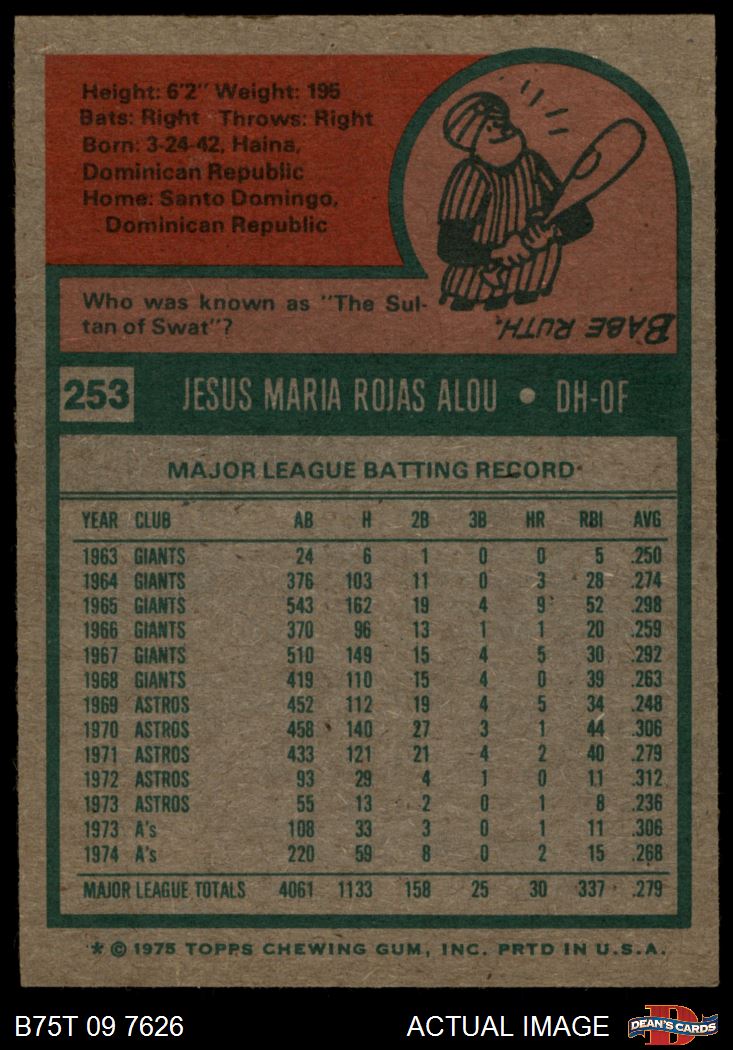 Height: 6'2" Weight: 195
Bats: Right Throws: Right
Born: 3-24-42, Haina,
Dominican Republic
Home: Santo Domingo,
Dominican Republic
Who was known as "The Sul-
tan of Swat"?
BABE RUTH.
253 JESUS MARIA ROJAS ALOU • DH-OF
MAJOR LEAGUE BATTING RECORD
YEAR CLUB AB H 2B 3B HR RBI AVG
1963 GIANTS 24 6 1 0 0 5 .250
1964 GIANTS 376 103 11 0 3 28 .274
1965 GIANTS 543 162 19 4 9 52 .298
1966 GIANTS 370 96 13 1 1 20 .259
1967 GIANTS 510 149 15 4 5 30 .292
1968 GIANTS 419 110 15 4 0 39 .263
1969 ASTROS 452 112 19 4 5 34 .248
1970 ASTROS 458 140 27 3 1 44 .306
1971 ASTROS 433 121 21 4 2 40 .279
1972 ASTROS 93 29 4 1 0 11 .312
1973 ASTROS 55 13 2 0 1 8 .236
1973 A's 108 33 3 0 1 11 .306
1974 A's 220 59 8 0 2 15 .268
MAJOR LEAGUE TOTALS 4061 1133 158 25 30 337 .279
* © 1975 TOPPS CHEWING GUM, INC. PRTD IN U.S.A.
B75T 09 7626 ACTUAL IMAGE DEAN'S CARDS